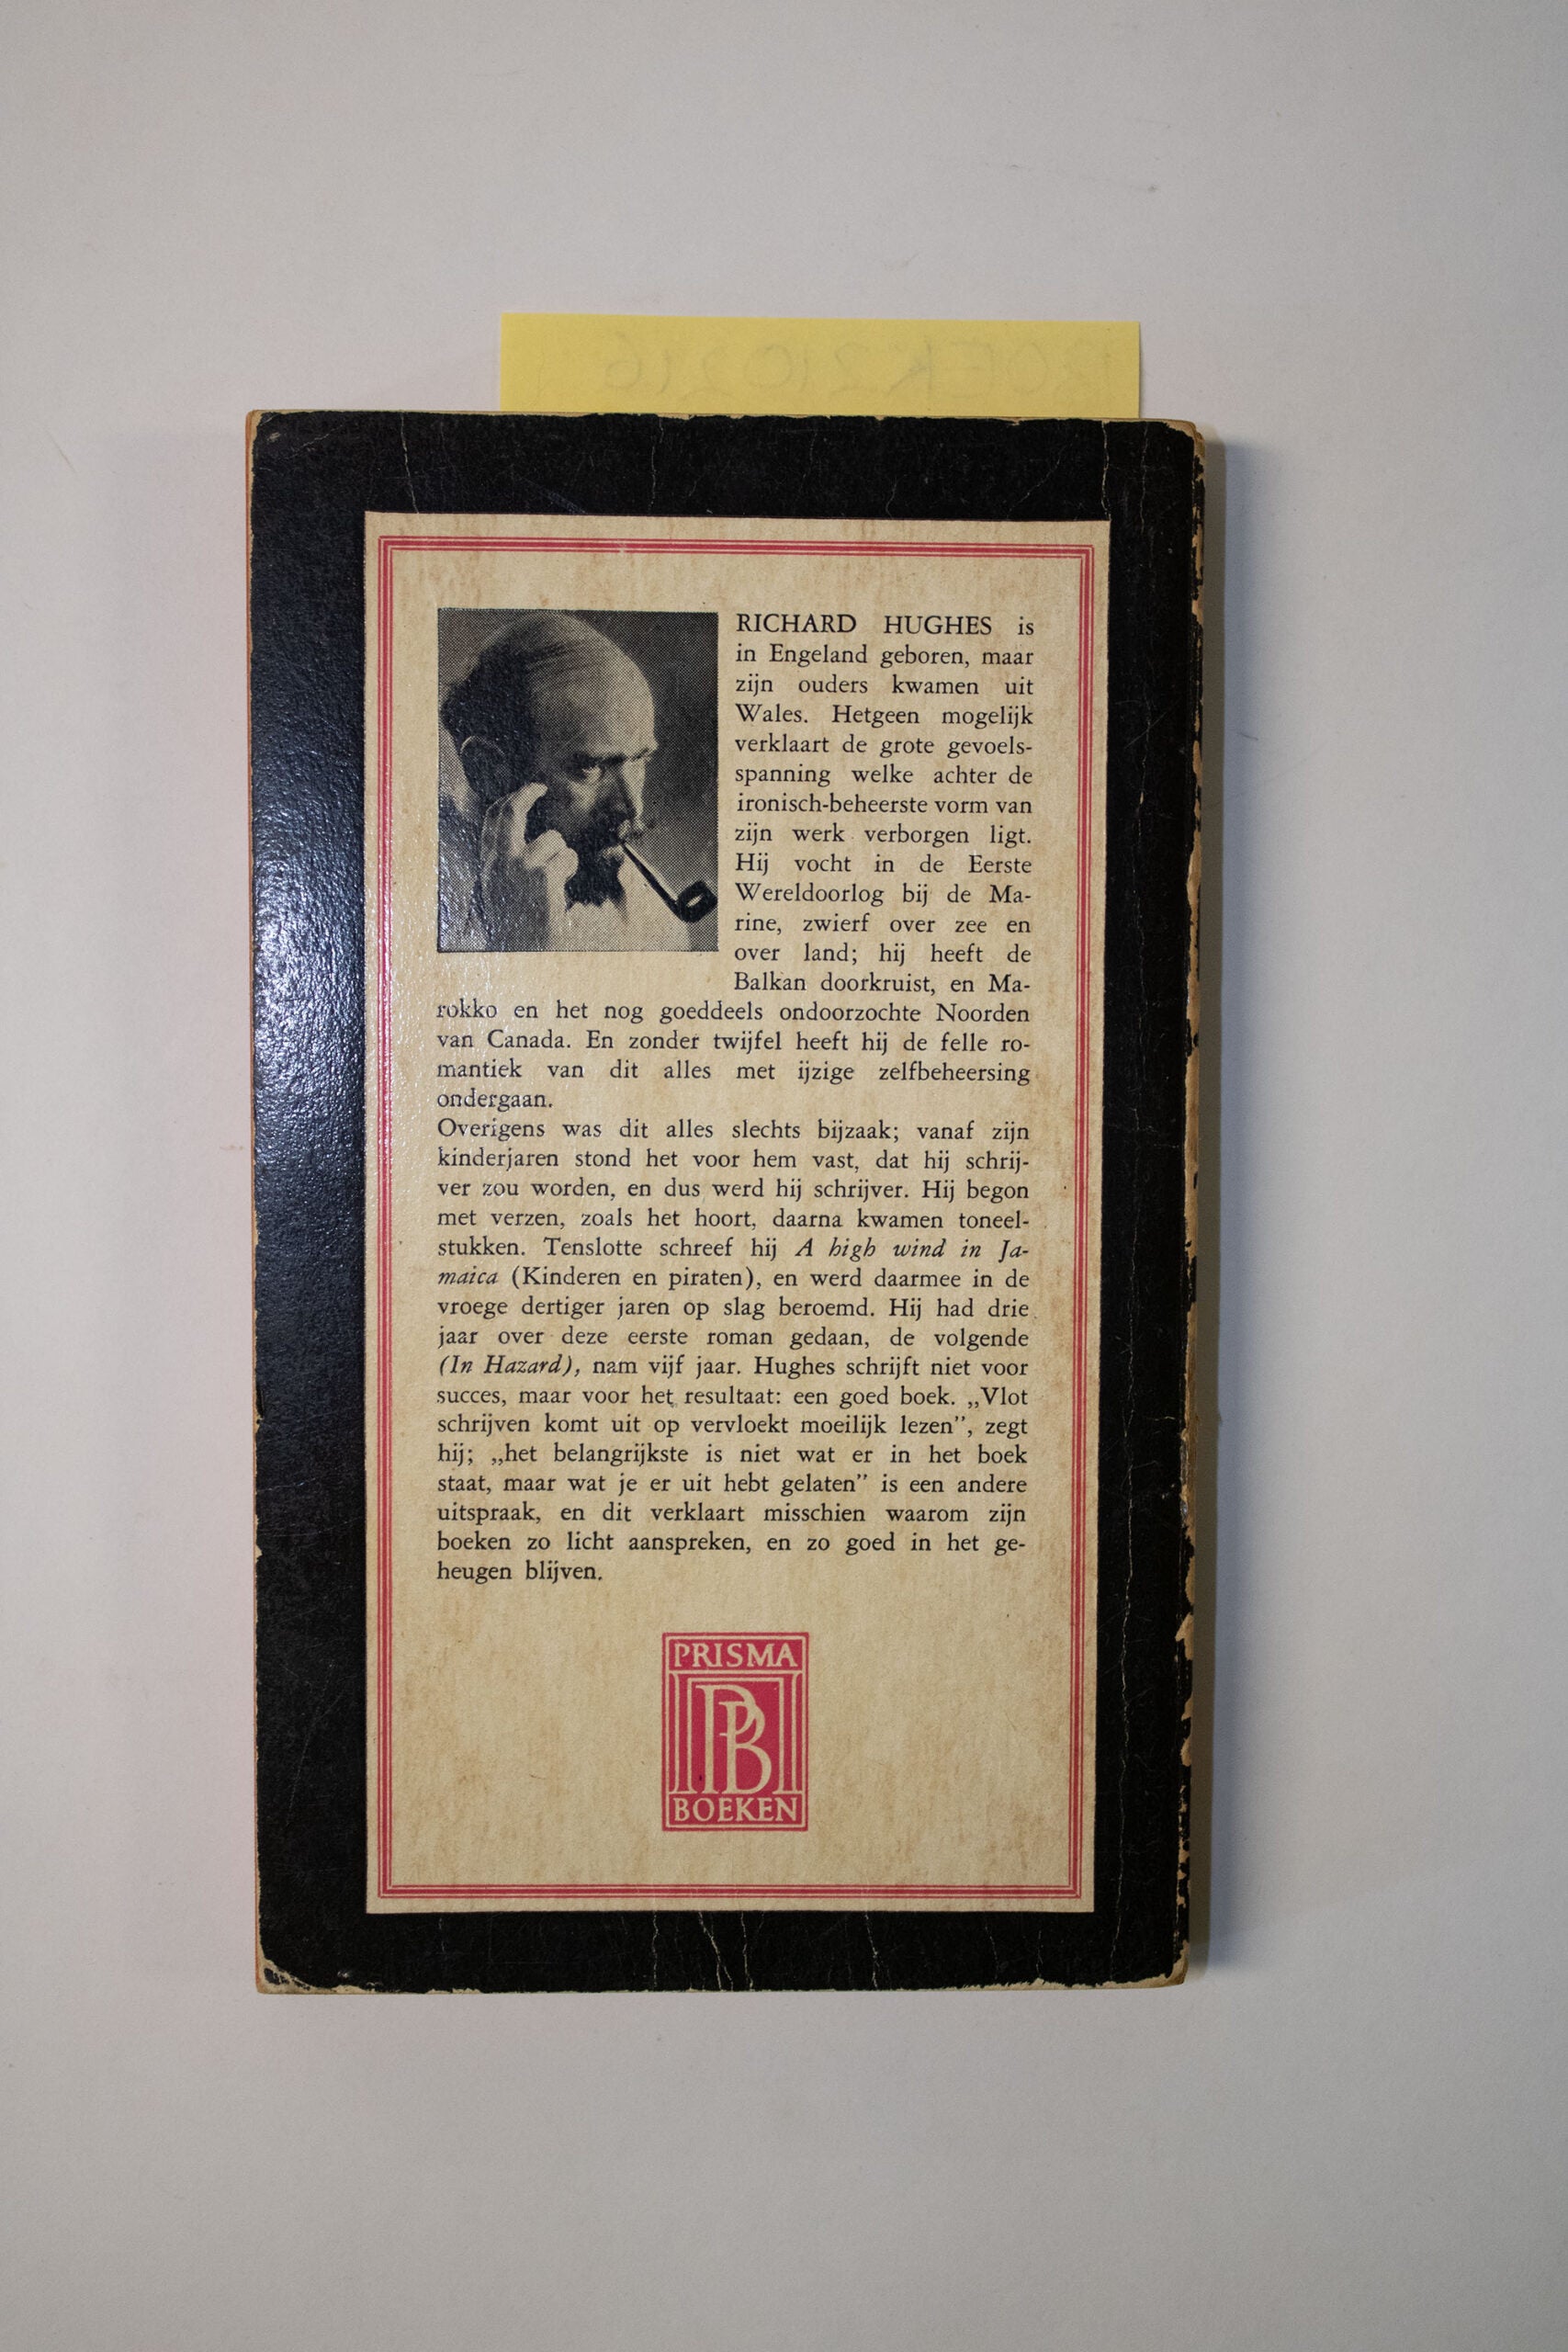 RICHARD HUGHES is
in Engeland geboren, maar
zijn ouders kwamen uit
Wales. Hetgeen mogelijk
verklaart de grote gevoels-
spanning welke achter de
ironisch-beheerste vorm van
zijn werk verborgen ligt.
Hij vocht in de Eerste
Wereldoorlog bij de Ma-
rine, zwierf over zee en
over land; hij heeft de
Balkan doorkruist, en Ma-
rokko en het nog goeddeels ondoorzochte Noorden
van Canada. En zonder twijfel heeft hij de felle ro-
mantiek van dit alles met ijzige zelfbeheersing
ondergaan.
Overigens was dit alles slechts bijzaak; vanaf zijn
kinderjaren stond het voor hem vast, dat hij schrij-
ver zou worden, en dus werd hij schrijver. Hij begon
met verzen, zoals het hoort, daarna kwamen toneel-
stukken. Tenslotte schreef hij A high wind in Ja-
maica (Kinderen en piraten), en werd daarmee in de
vroege dertiger jaren op slag beroemd. Hij had drie
jaar over deze eerste roman gedaan, de volgende
(In Hazard), nam vijf jaar. Hughes schrijft niet voor
succes, maar voor het resultaat: een goed boek. „Vlot
schrijven komt uit op vervloekt moeilijk lezen”, zegt
hij; „het belangrijkste is niet wat er in het boek
staat, maar wat je er uit hebt gelaten” is een andere
uitspraak, en dit verklaart misschien waarom zijn
boeken zo licht aanspreken, en zo goed in het ge-
heugen blijven.
PRISMA
PB
BOEKEN